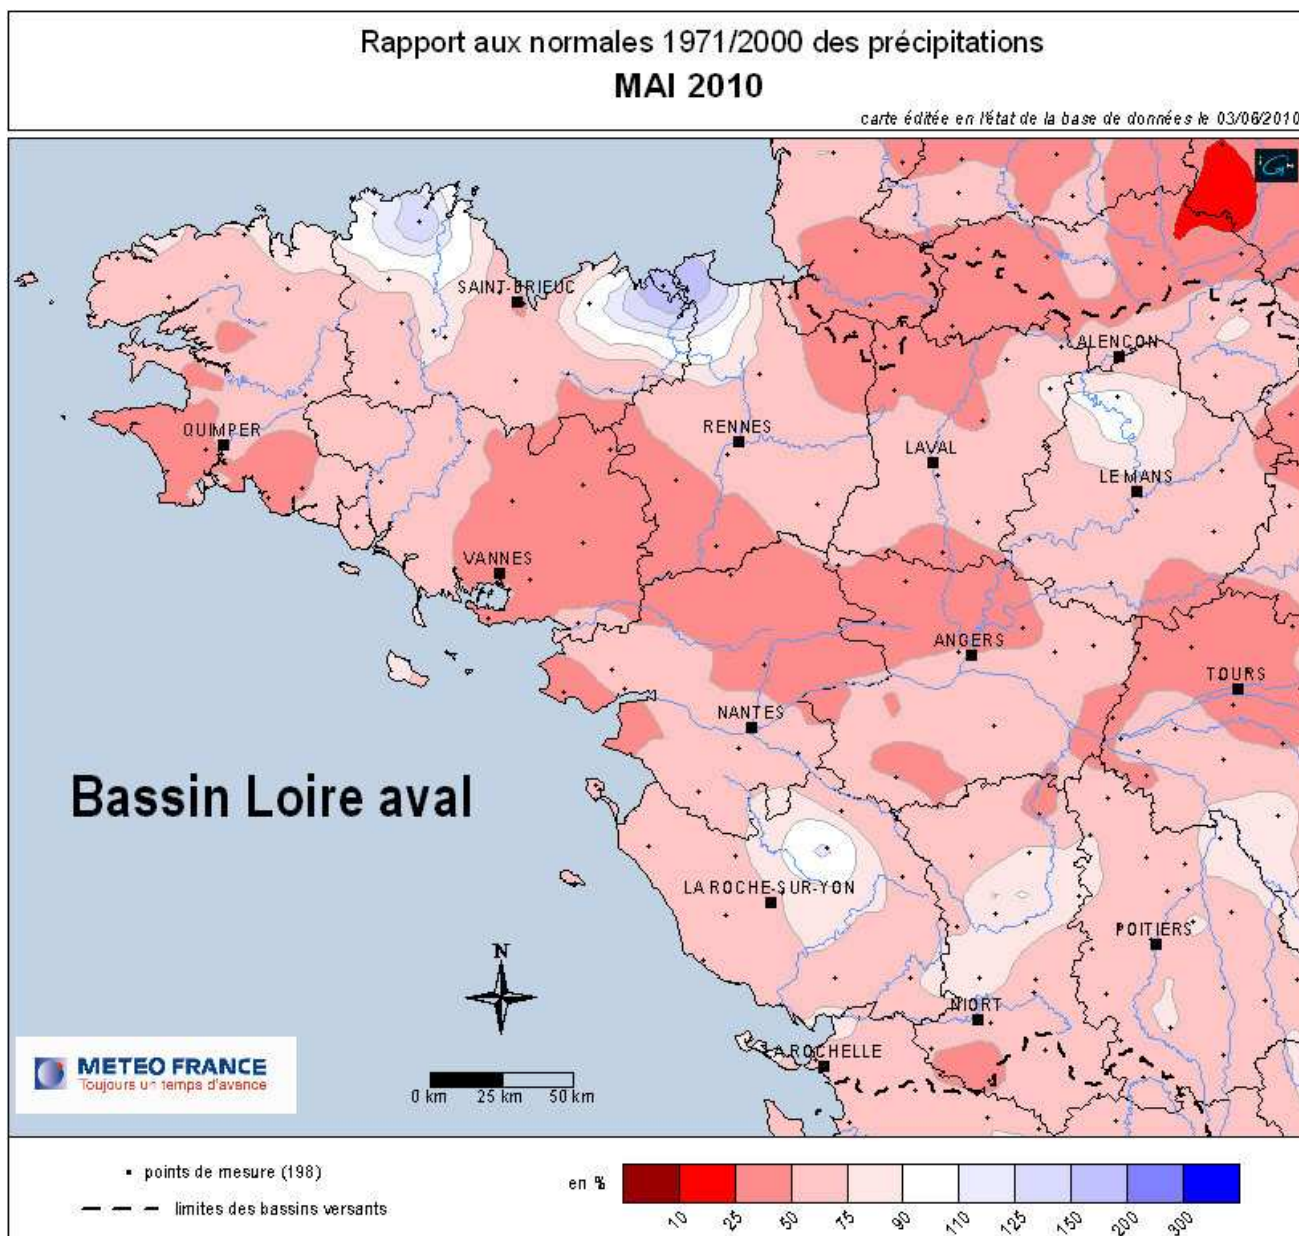 Rapport aux normales 1971/2000 des précipitations
MAI 2010
carte éditée en l'état de la base de données le 03/06/2010
SAINT-BRIEUC
ALENÇON
QUIMPER
RENNES
LAVAL
LE MANS
VANNES
ANGERS
TOURS
NANTES
Bassin Loire aval
LA ROCHE-SUR-YON
POITIERS
N
NIORT
LA ROCHELLE
METEO FRANCE
Toujours un temps d'avance
0 km 25 km 50 km
points de mesure (198)
limites des bassins versants
en %
10 25 50 75 90 110 125 150 200 300